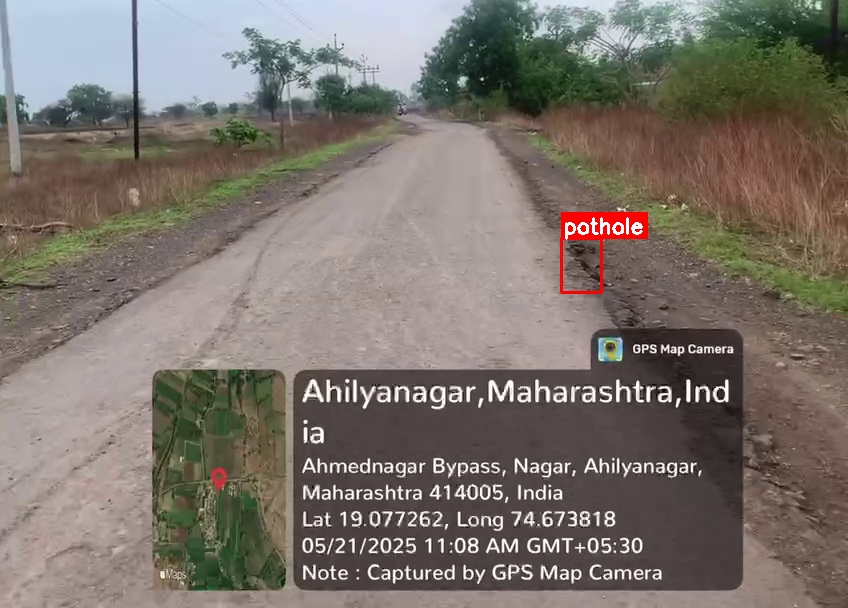 pothole
GPS Map Camera
Ahilyanagar,Maharashtra,Ind
ia
Ahmednagar Bypass, Nagar, Ahilyanagar,
Maharashtra 414005, India
Lat 19.077262, Long 74.673818
05/21/2025 11:08 AM GMT+05:30
Note : Captured by GPS Map Camera
Maps